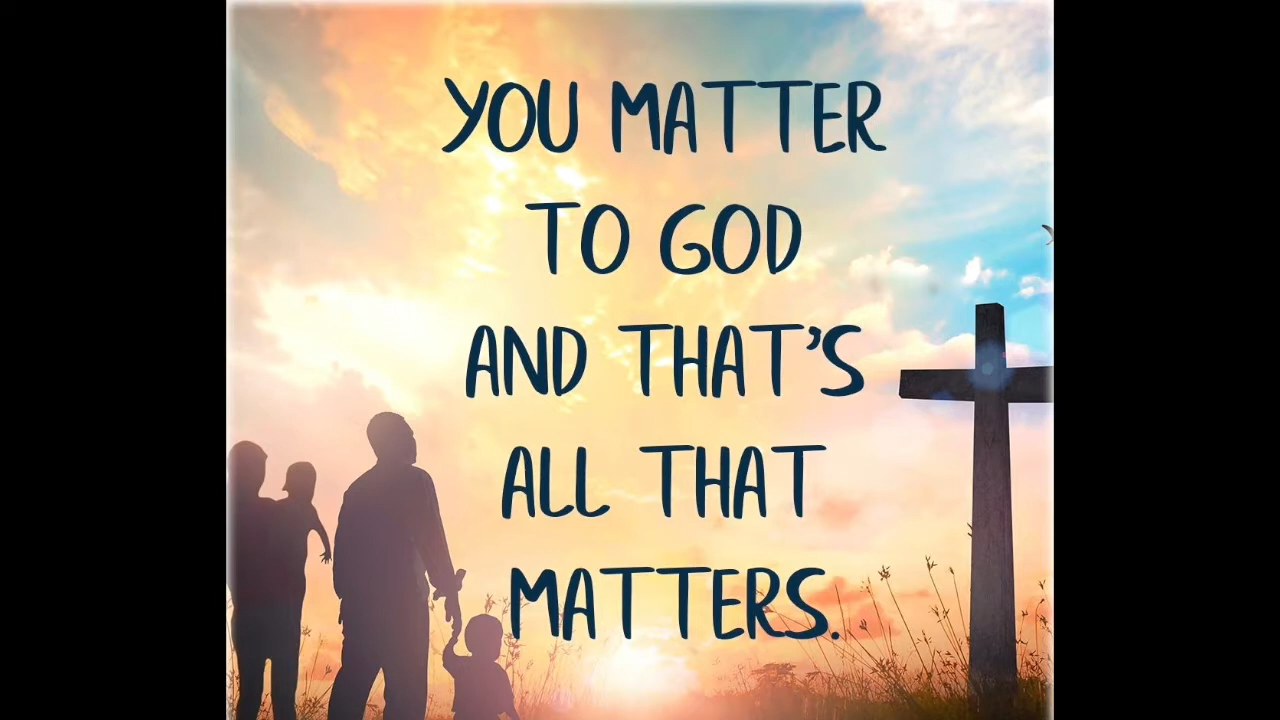 YOU MATTER
TO GOD
AND THAT'S
ALL THAT
MATTERS.